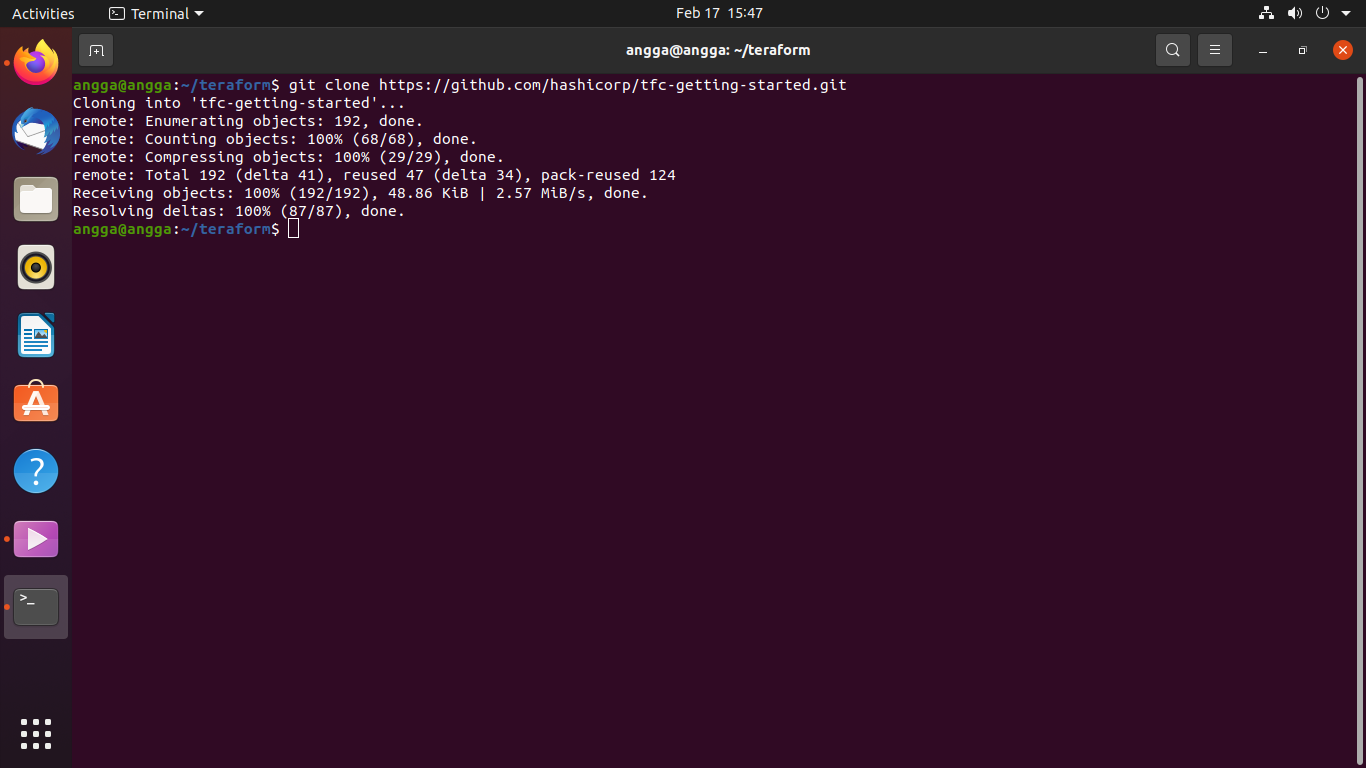 Activities
Terminal
Feb 17 15:47
angga@angga: ~/teraform
angga@angga:~/teraform$ git clone https://github.com/hashicorp/tfc-getting-started.git
Cloning into 'tfc-getting-started'...
remote: Enumerating objects: 192, done.
remote: Counting objects: 100% (68/68), done.
remote: Compressing objects: 100% (29/29), done.
remote: Total 192 (delta 41), reused 47 (delta 34), pack-reused 124
Receiving objects: 100% (192/192), 48.86 KiB | 2.57 MiB/s, done.
Resolving deltas: 100% (87/87), done.
angga@angga:~/teraform$